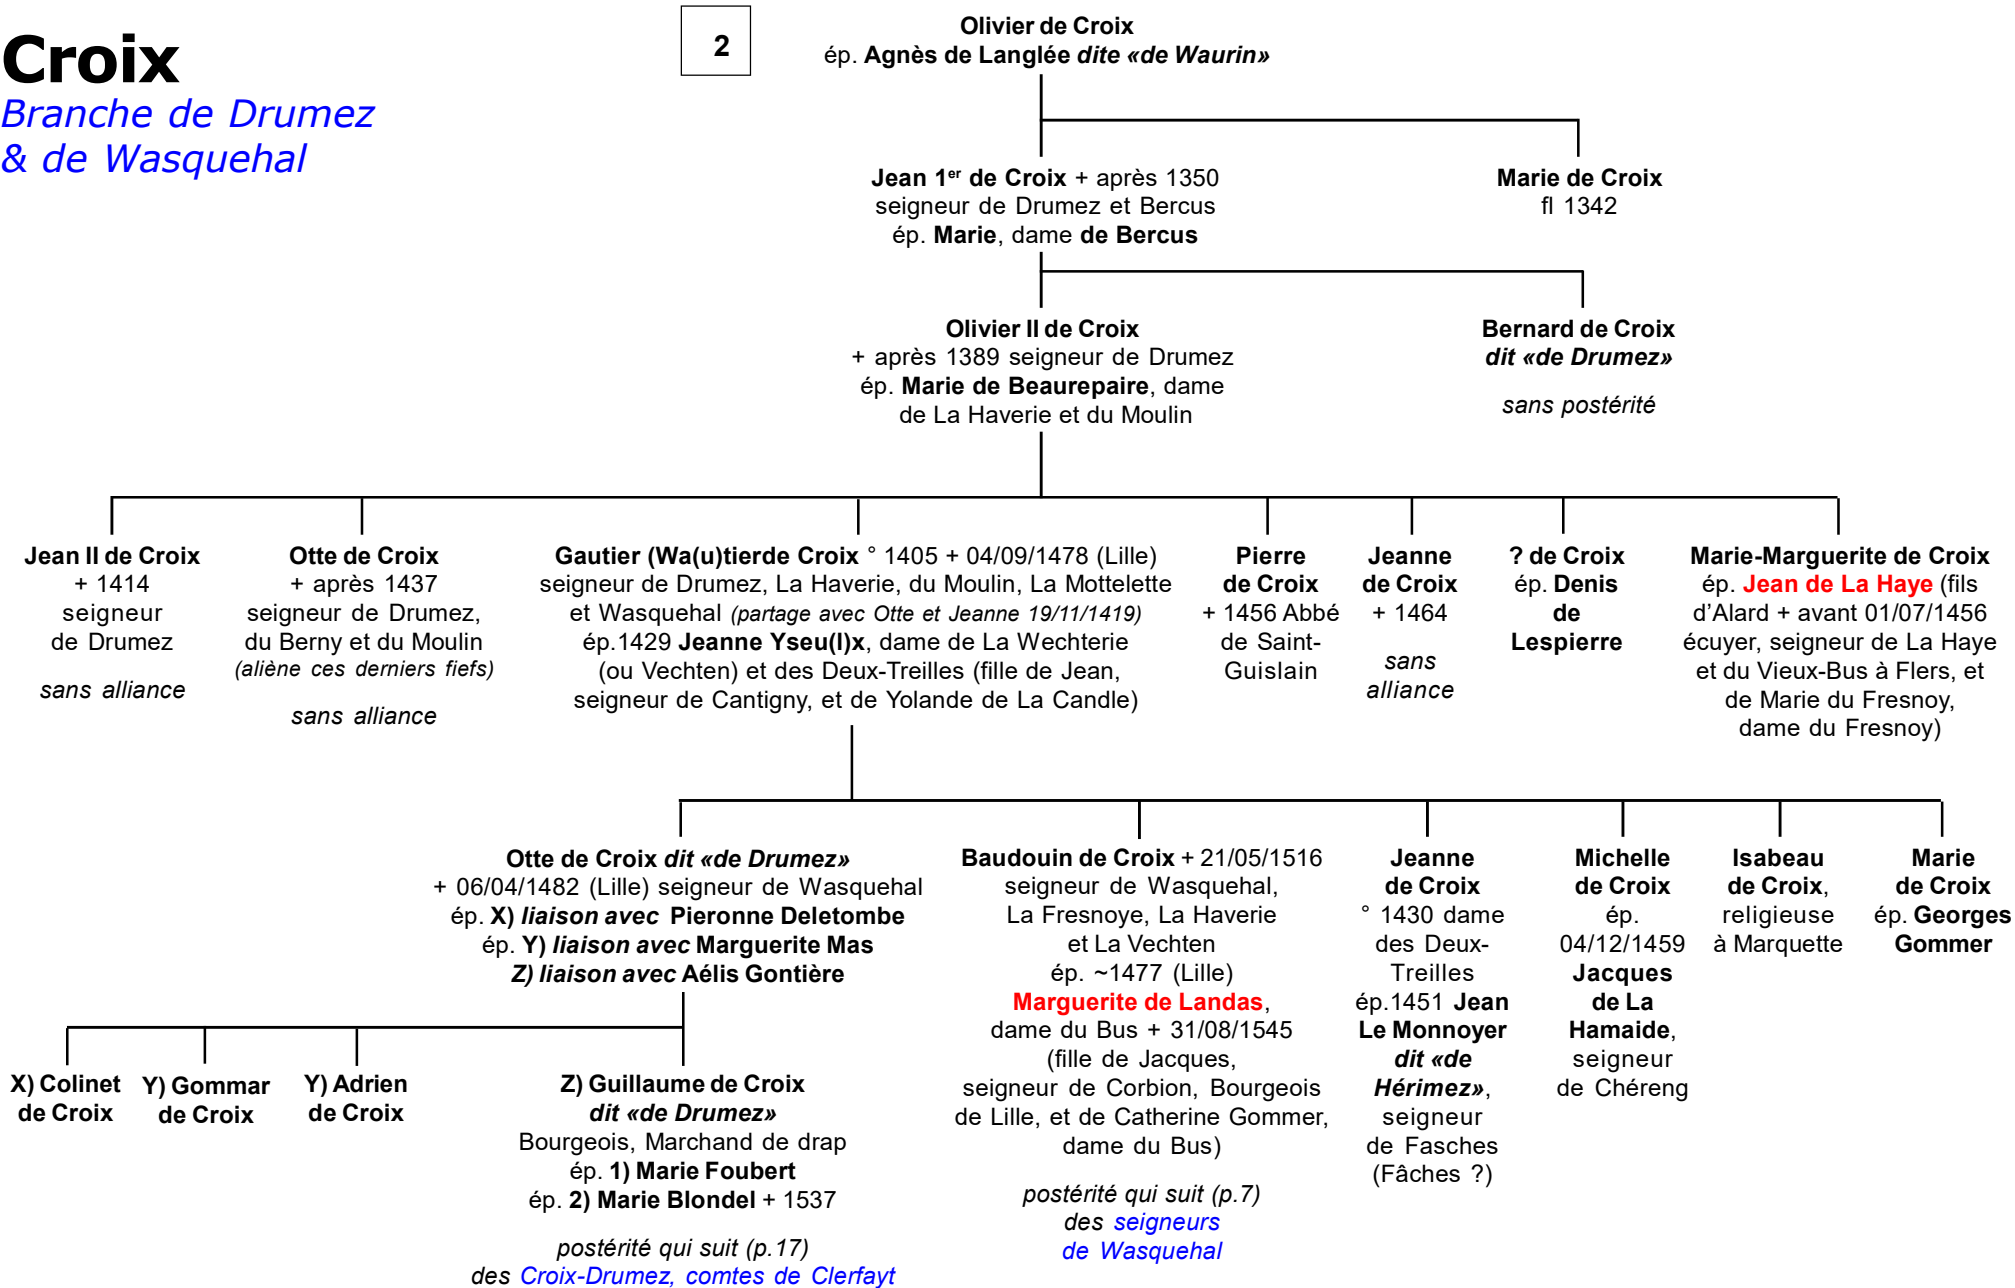 Croix
Branche de Drumez
& de Wasquehal
2
Olivier de Croix
ép. Agnès de Langlée dite «de Waurin»
Jean 1er de Croix + après 1350
seigneur de Drumez et Bercus
ép. Marie, dame de Bercus
Marie de Croix
fl 1342
Olivier II de Croix
+ après 1389 seigneur de Drumez
ép. Marie de Beaurepaire, dame
de La Haverie et du Moulin
Bernard de Croix
dit «de Drumez»
sans postérité
Jean II de Croix
+ 1414
seigneur
de Drumez
sans alliance
Otte de Croix
+ après 1437
seigneur de Drumez,
du Berny et du Moulin
(aliène ces derniers fiefs)
sans alliance
Gautier (Wa(u)tierde Croix ° 1405 + 04/09/1478 (Lille)
seigneur de Drumez, La Haverie, du Moulin, La Mottelette
et Wasquehal (partage avec Otte et Jeanne 19/11/1419)
ép.1429 Jeanne Yseu(l)x, dame de La Wechterie
(ou Vechten) et des Deux-Treilles (fille de Jean,
seigneur de Cantigny, et de Yolande de La Candle)
Pierre
de Croix
+ 1456 Abbé
de Saint-
Guislain
Jeanne
de Croix
+ 1464
sans
alliance
? de Croix
ép. Denis
de
Lespierre
Marie-Marguerite de Croix
ép. Jean de La Haye (fils
d’Alard + avant 01/07/1456
écuyer, seigneur de La Haye
et du Vieux-Bus à Flers, et
de Marie du Fresnoy,
dame du Fresnoy)
Otte de Croix dit «de Drumez»
+ 06/04/1482 (Lille) seigneur de Wasquehal
ép. X) liaison avec Pieronne Deletombe
ép. Y) liaison avec Marguerite Mas
Z) liaison avec Aélis Gontière
Baudouin de Croix + 21/05/1516
seigneur de Wasquehal,
La Fresnoye, La Haverie
et La Vechten
ép. ~1477 (Lille)
Marguerite de Landas,
dame du Bus + 31/08/1545
(fille de Jacques,
seigneur de Corbion, Bourgeois
de Lille, et de Catherine Gommer,
dame du Bus)
postérité qui suit (p.7)
des seigneurs
de Wasquehal
Jeanne
de Croix
° 1430 dame
des Deux-
Treilles
ép.1451 Jean
Le Monnoyer
dit «de
Hérimez»,
seigneur
de Fasches
(Fâches ?)
Michelle
de Croix
ép.
04/12/1459
Jacques
de La
Hamaide,
seigneur
de Chéreng
Isabeau
de Croix,
religieuse
à Marquette
Marie
de Croix
ép. Georges
Gommer
X) Colinet
de Croix
Y) Gommar
de Croix
Y) Adrien
de Croix
Z) Guillaume de Croix
dit «de Drumez»
Bourgeois, Marchand de drap
ép. 1) Marie Foubert
ép. 2) Marie Blondel + 1537
postérité qui suit (p.17)
des Croix-Drumez, comtes de Clerfayt